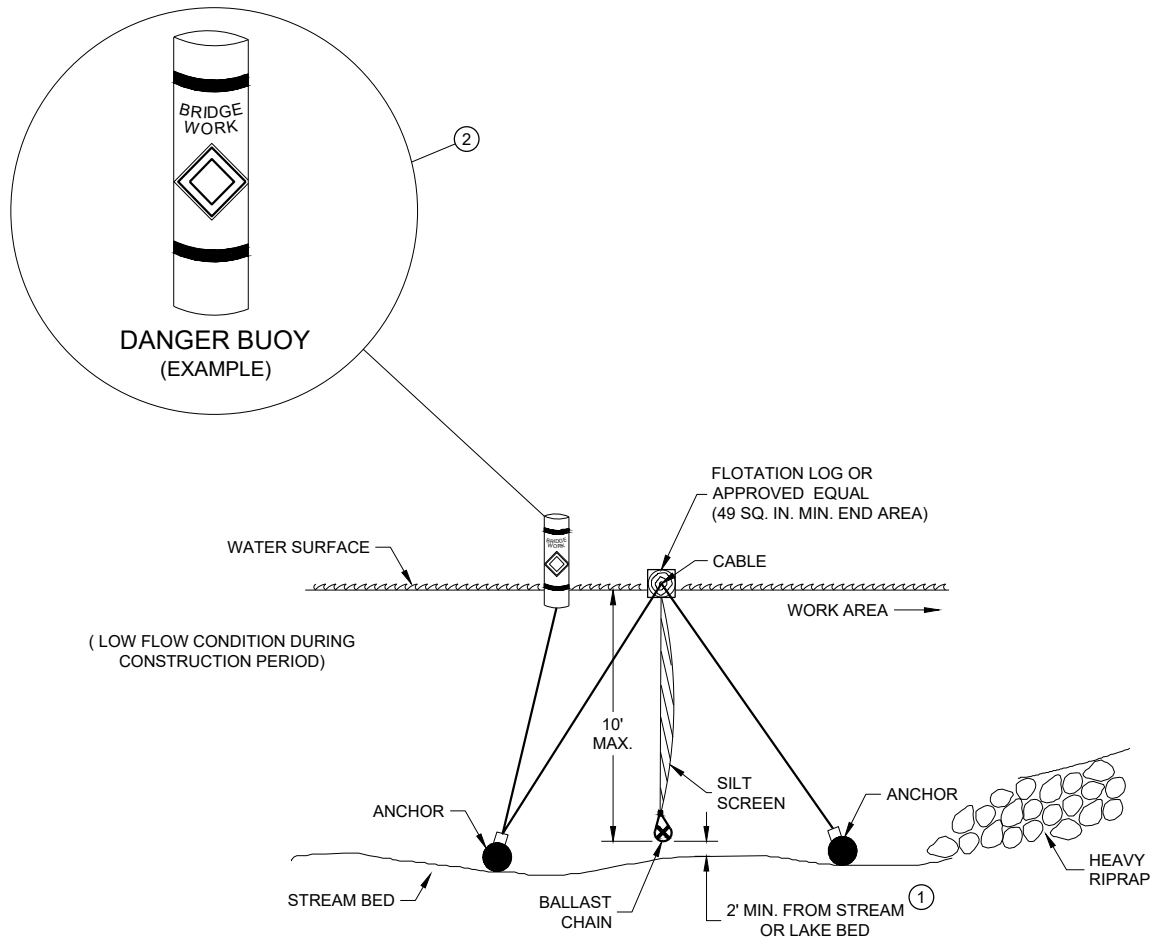 BRIDGE
WORK
2
DANGER BUOY
(EXAMPLE)
FLOTATION LOG OR
APPROVED EQUAL
(49 SQ. IN. MIN. END AREA)
BRIDGE
WORK
WATER SURFACE
CABLE
WORK AREA
( LOW FLOW CONDITION DURING
CONSTRUCTION PERIOD)
10'
MAX.
SILT
SCREEN
ANCHOR
ANCHOR
HEAVY
RIPRAP
STREAM BED
BALLAST
CHAIN
2' MIN. FROM STREAM
OR LAKE BED
1